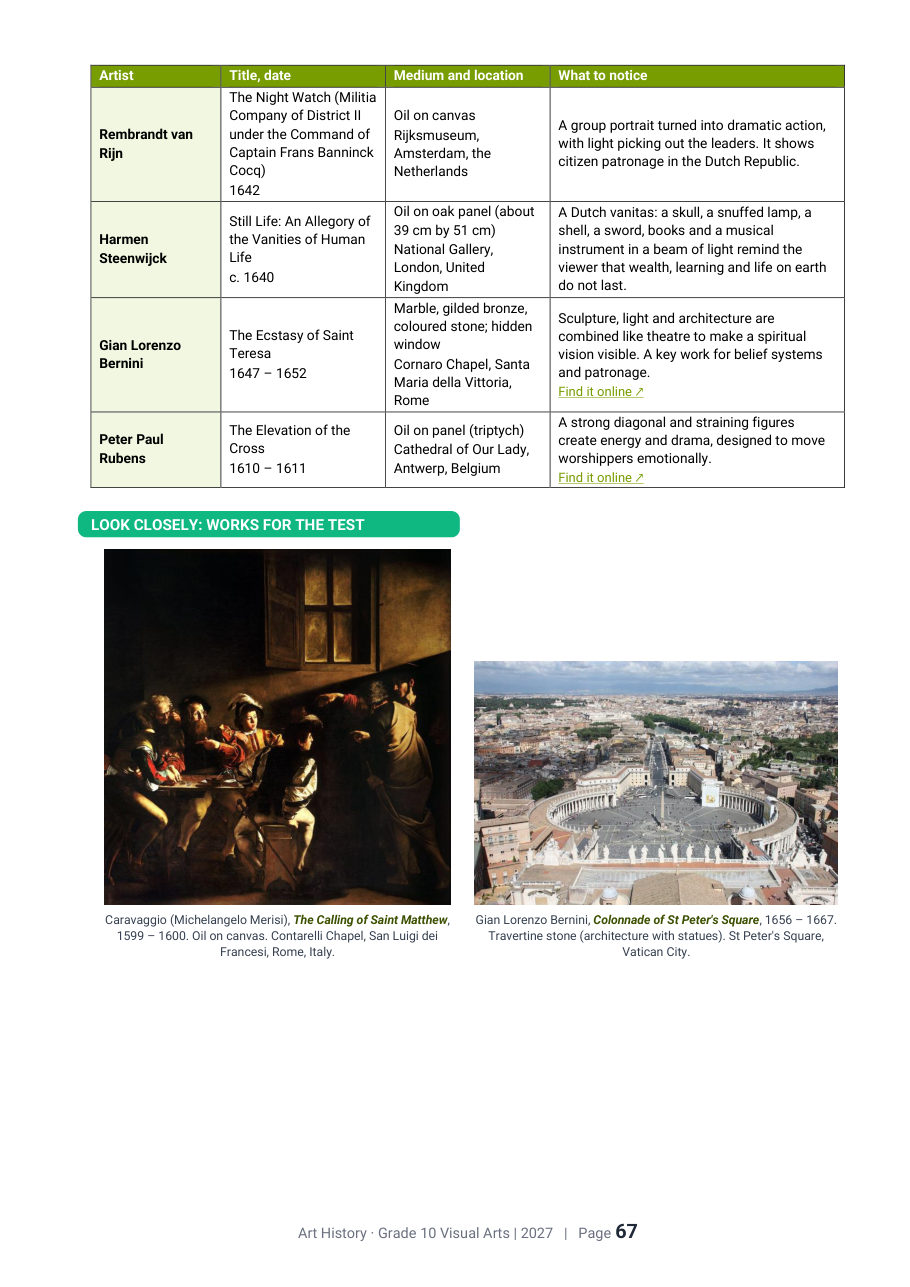 Artist Title, date Medium and location What to notice
Rembrandt van
Rijn
The Night Watch (Militia
Company of District II
under the Command of
Captain Frans Banninck
Cocq)
1642
Oil on canvas
Rijksmuseum,
Amsterdam, the
Netherlands
A group portrait turned into dramatic action,
with light picking out the leaders. It shows
citizen patronage in the Dutch Republic.
Harmen
Steenwijck
Still Life: An Allegory of
the Vanities of Human
Life
c. 1640
Oil on oak panel (about
39 cm by 51 cm)
National Gallery,
London, United
Kingdom
A Dutch vanitas: a skull, a snuffed lamp, a
shell, a sword, books and a musical
instrument in a beam of light remind the
viewer that wealth, learning and life on earth
do not last.
Gian Lorenzo
Bernini
The Ecstasy of Saint
Teresa
1647 – 1652
Marble, gilded bronze,
coloured stone; hidden
window
Cornaro Chapel, Santa
Maria della Vittoria,
Rome
Sculpture, light and architecture are
combined like theatre to make a spiritual
vision visible. A key work for belief systems
and patronage.
Find it online ↗
Peter Paul
Rubens
The Elevation of the
Cross
1610 – 1611
Oil on panel (triptych)
Cathedral of Our Lady,
Antwerp, Belgium
A strong diagonal and straining figures
create energy and drama, designed to move
worshippers emotionally.
Find it online ↗
LOOK CLOSELY: WORKS FOR THE TEST
Caravaggio (Michelangelo Merisi), The Calling of Saint Matthew,
1599 – 1600. Oil on canvas. Contarelli Chapel, San Luigi dei
Francesi, Rome, Italy.
Gian Lorenzo Bernini, Colonnade of St Peter's Square, 1656 – 1667.
Travertine stone (architecture with statues). St Peter's Square,
Vatican City.
Art History · Grade 10 Visual Arts | 2027 | Page 67